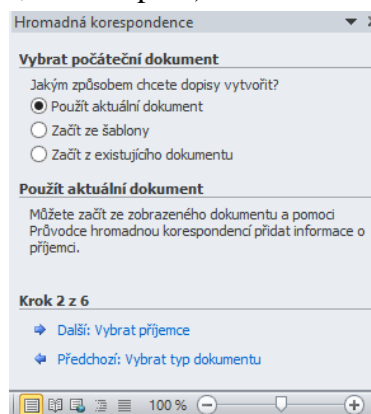 Hromadná korespondence
Vybrat počáteční dokument
Jakým způsobem chcete dopisy vytvořit?
Použít aktuální dokument
Začít ze šablony
Začít z existujícího dokumentu
Použít aktuální dokument
Můžete začít ze zobrazeného dokumentu a pomoci
Průvodce hromadnou korespondencí přidat informace o
příjemci.
Krok 2 z 6
Další: Vybrat příjemce
Předchozí: Vybrat typ dokumentu
100 %